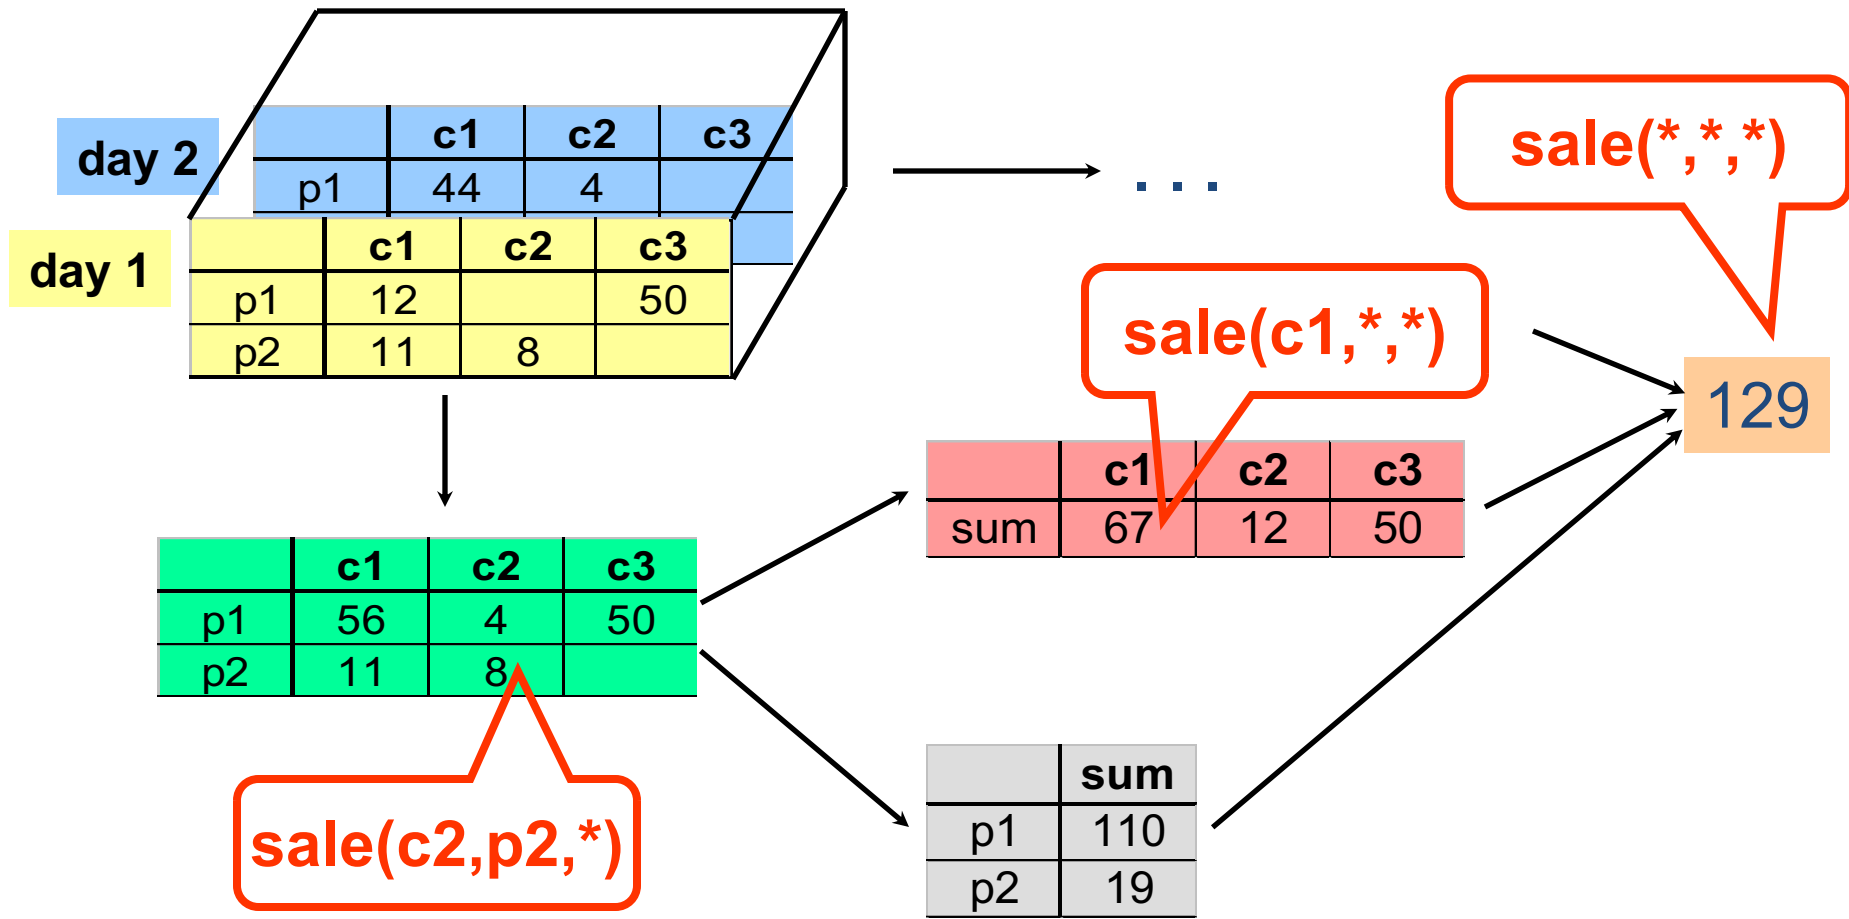 day 2
c1 c2 c3
p1 44 4
day 1
c1 c2 c3
p1 12 50
p2 11 8
. . .
sale(*,*,*)
sale(c1,*,*)
129
c1 c2 c3
sum 67 12 50
c1 c2 c3
p1 56 4 50
p2 11 8
sale(c2,p2,*)
sum
p1 110
p2 19